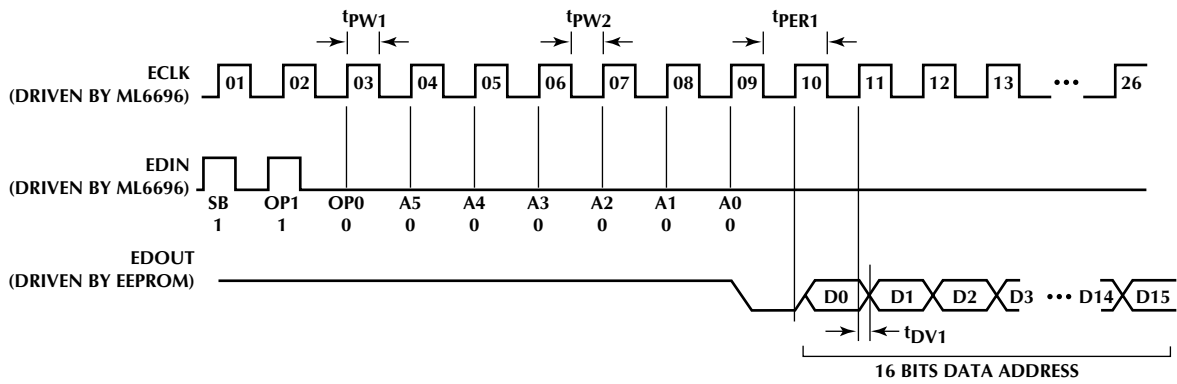 tPW1 tPW2 tPER1
ECLK
(DRIVEN BY ML6696)
01 02 03 04 05 06 07 08 09 10 11 12 13 ••• 26
EDIN
(DRIVEN BY ML6696)
SB OP1 OP0 A5 A4 A3 A2 A1 A0
1 1 0 0 0 0 0 0 0
EDOUT
(DRIVEN BY EEPROM)
D0 D1 D2 D3 ••• D14 D15
tDV1
16 BITS DATA ADDRESS